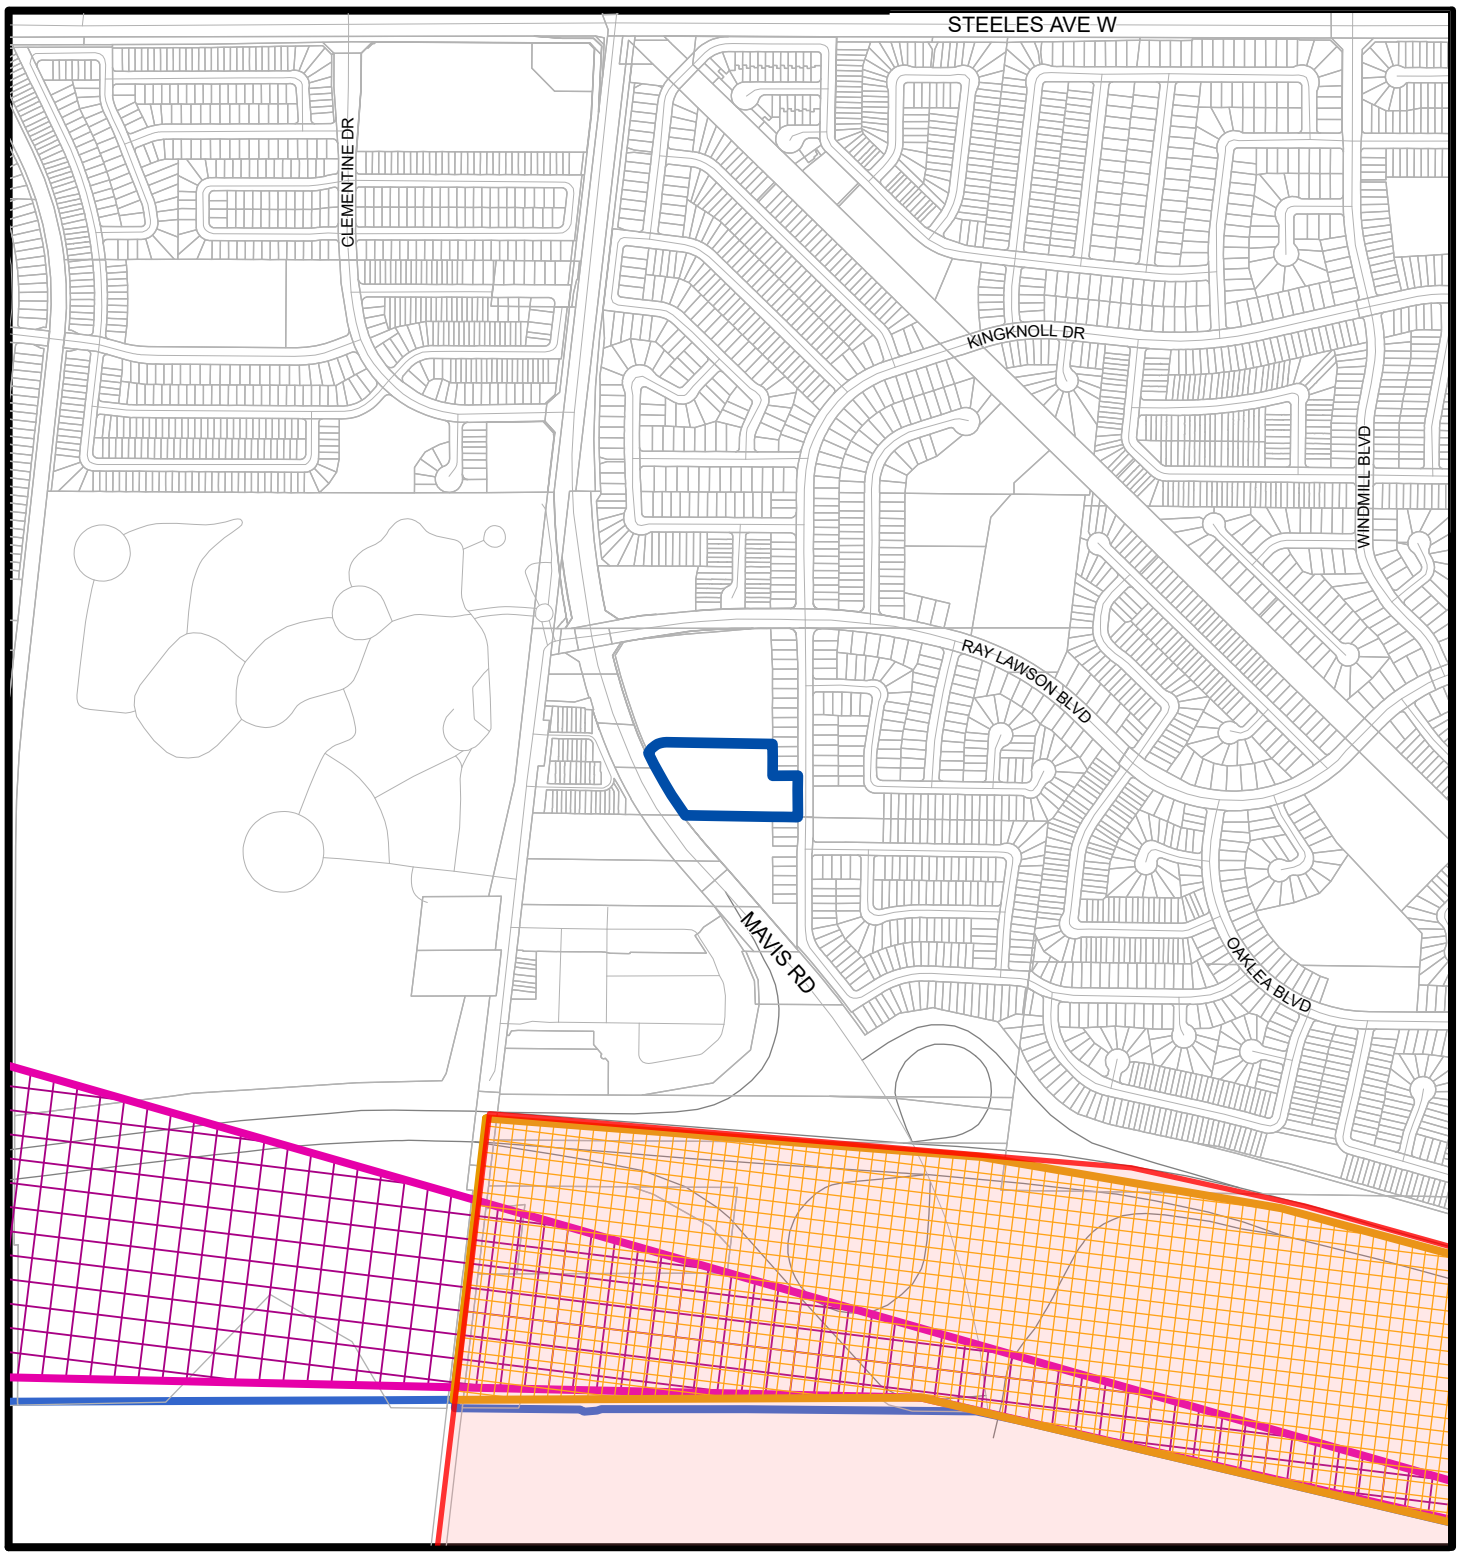 STEELES AVE W
CLEMENTINE DR
KINGKNOLL DR
WINDMILL BLVD
RAY LAWSON BLVD
MAVIS RD
OAKLEA BLVD